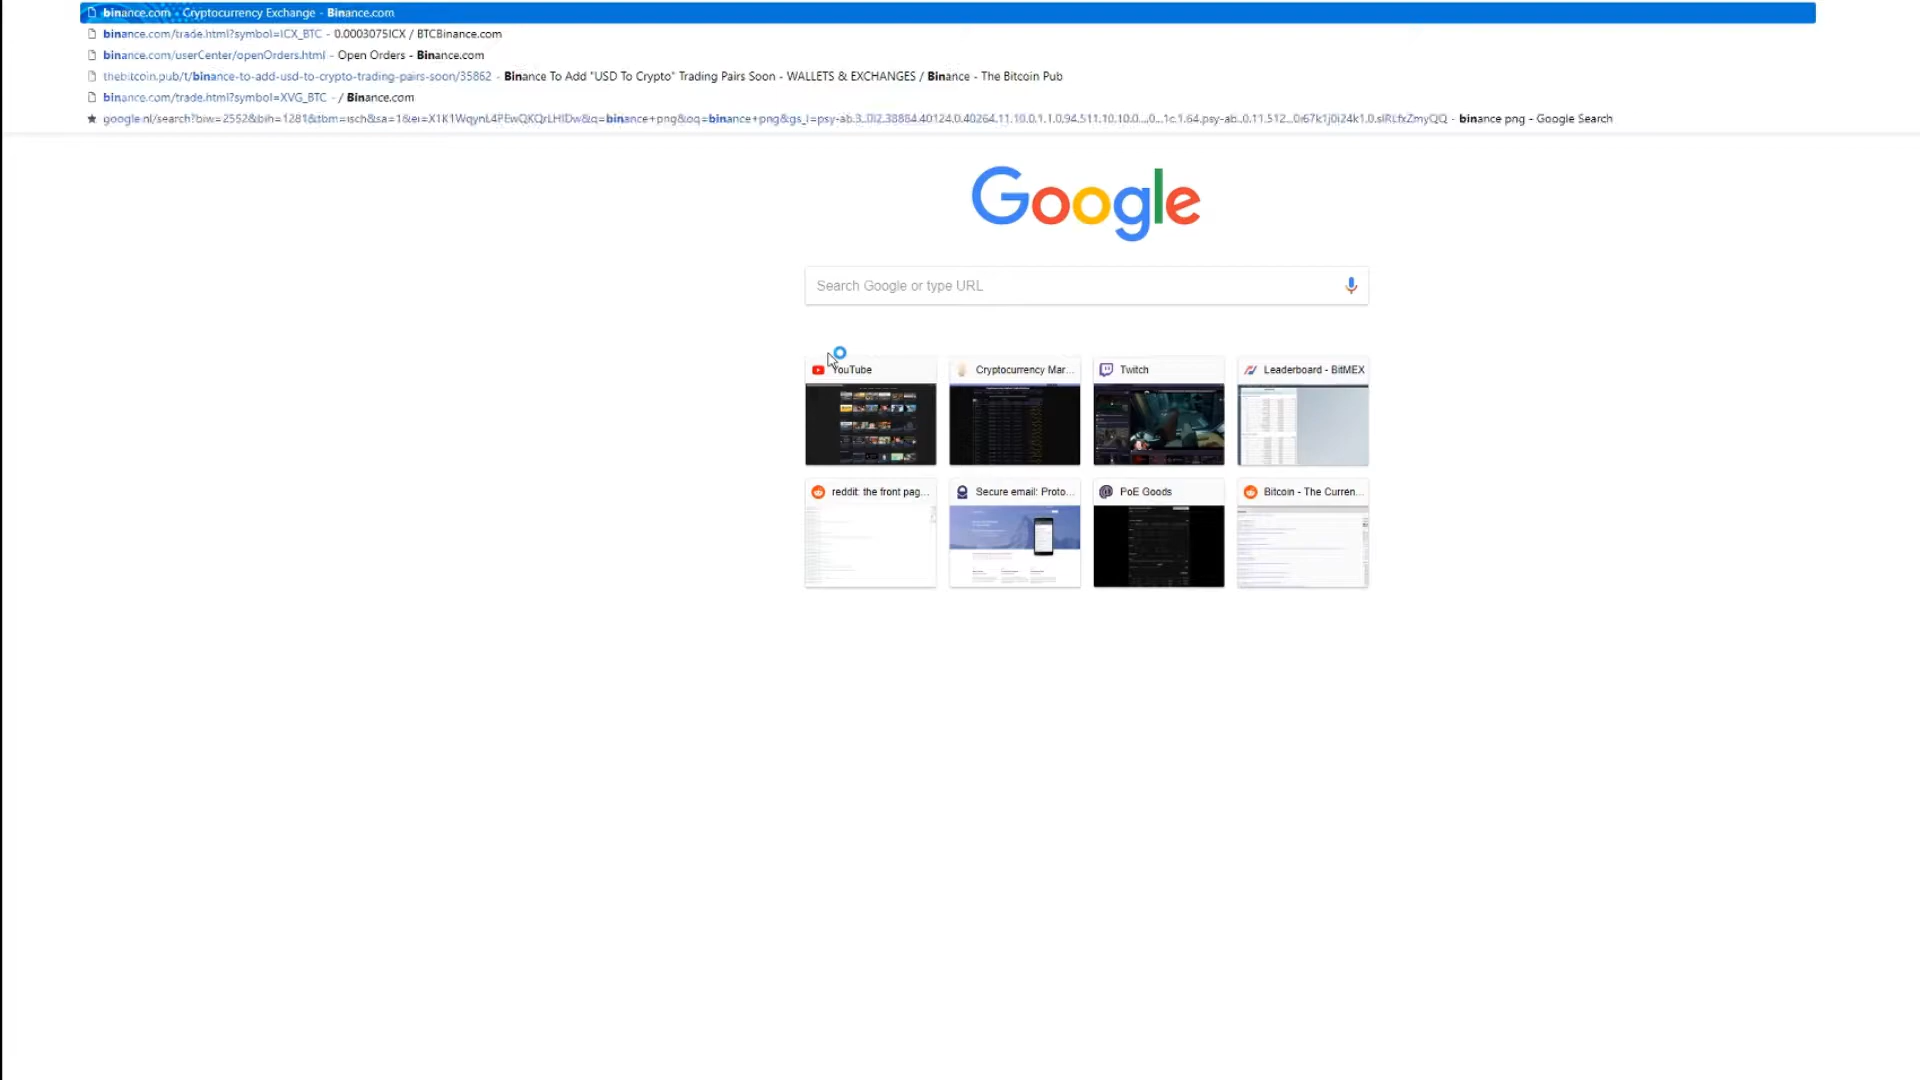 binance.com - Cryptocurrency Exchange - Binance.com
binance.com/trade.html?symbol=ICX_BTC - 0.0003075ICX / BTCBinance.com
binance.com/userCenter/openOrders.html - Open Orders - Binance.com
thebitcoin.pub/t/binance-to-add-usd-to-crypto-trading-pairs-soon/35862 - Binance To Add "USD To Crypto" Trading Pairs Soon - WALLETS & EXCHANGES / Binance - The Bitcoin Pub
binance.com/trade.html?symbol=XVG_BTC - / Binance.com
binance png - Google Search
Google
Search Google or type URL
YouTube
Cryptocurrency Mar...
Twitch
Leaderboard - BitMEX
reddit: the front pag...
Secure email: Proto...
PoE Goods
Bitcoin - The Curren...